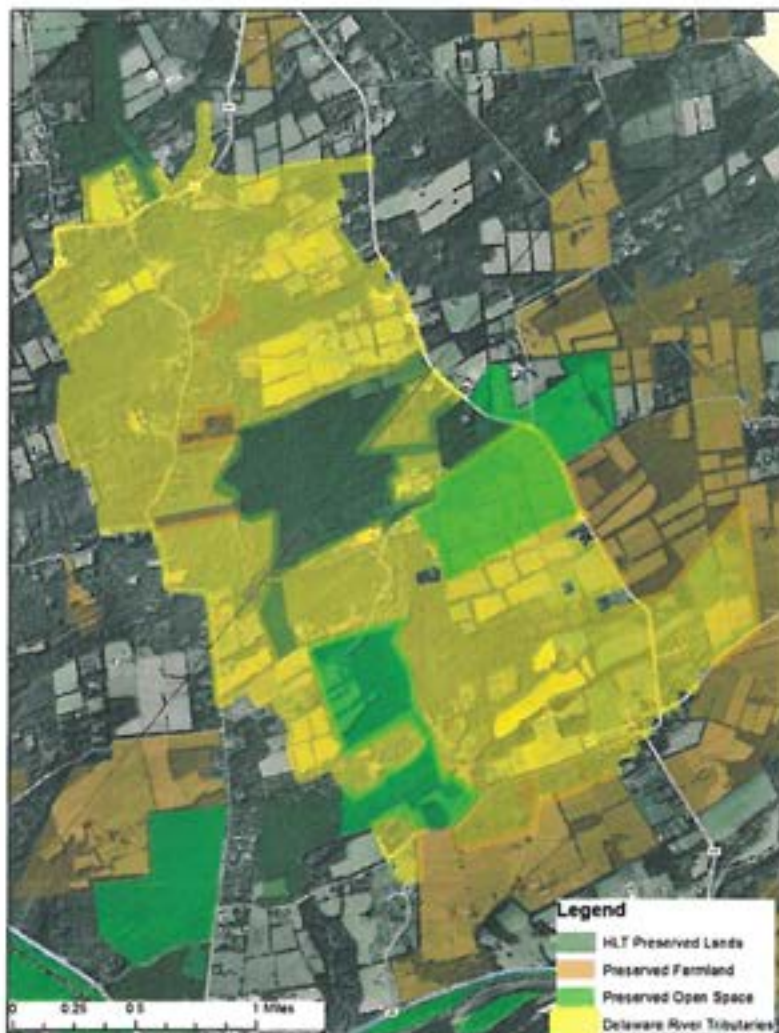 0 0.25 0.5 1 Miles
Legend
HLT Preserved Lands
Preserved Farmland
Preserved Open Space
Delaware River Tributaries